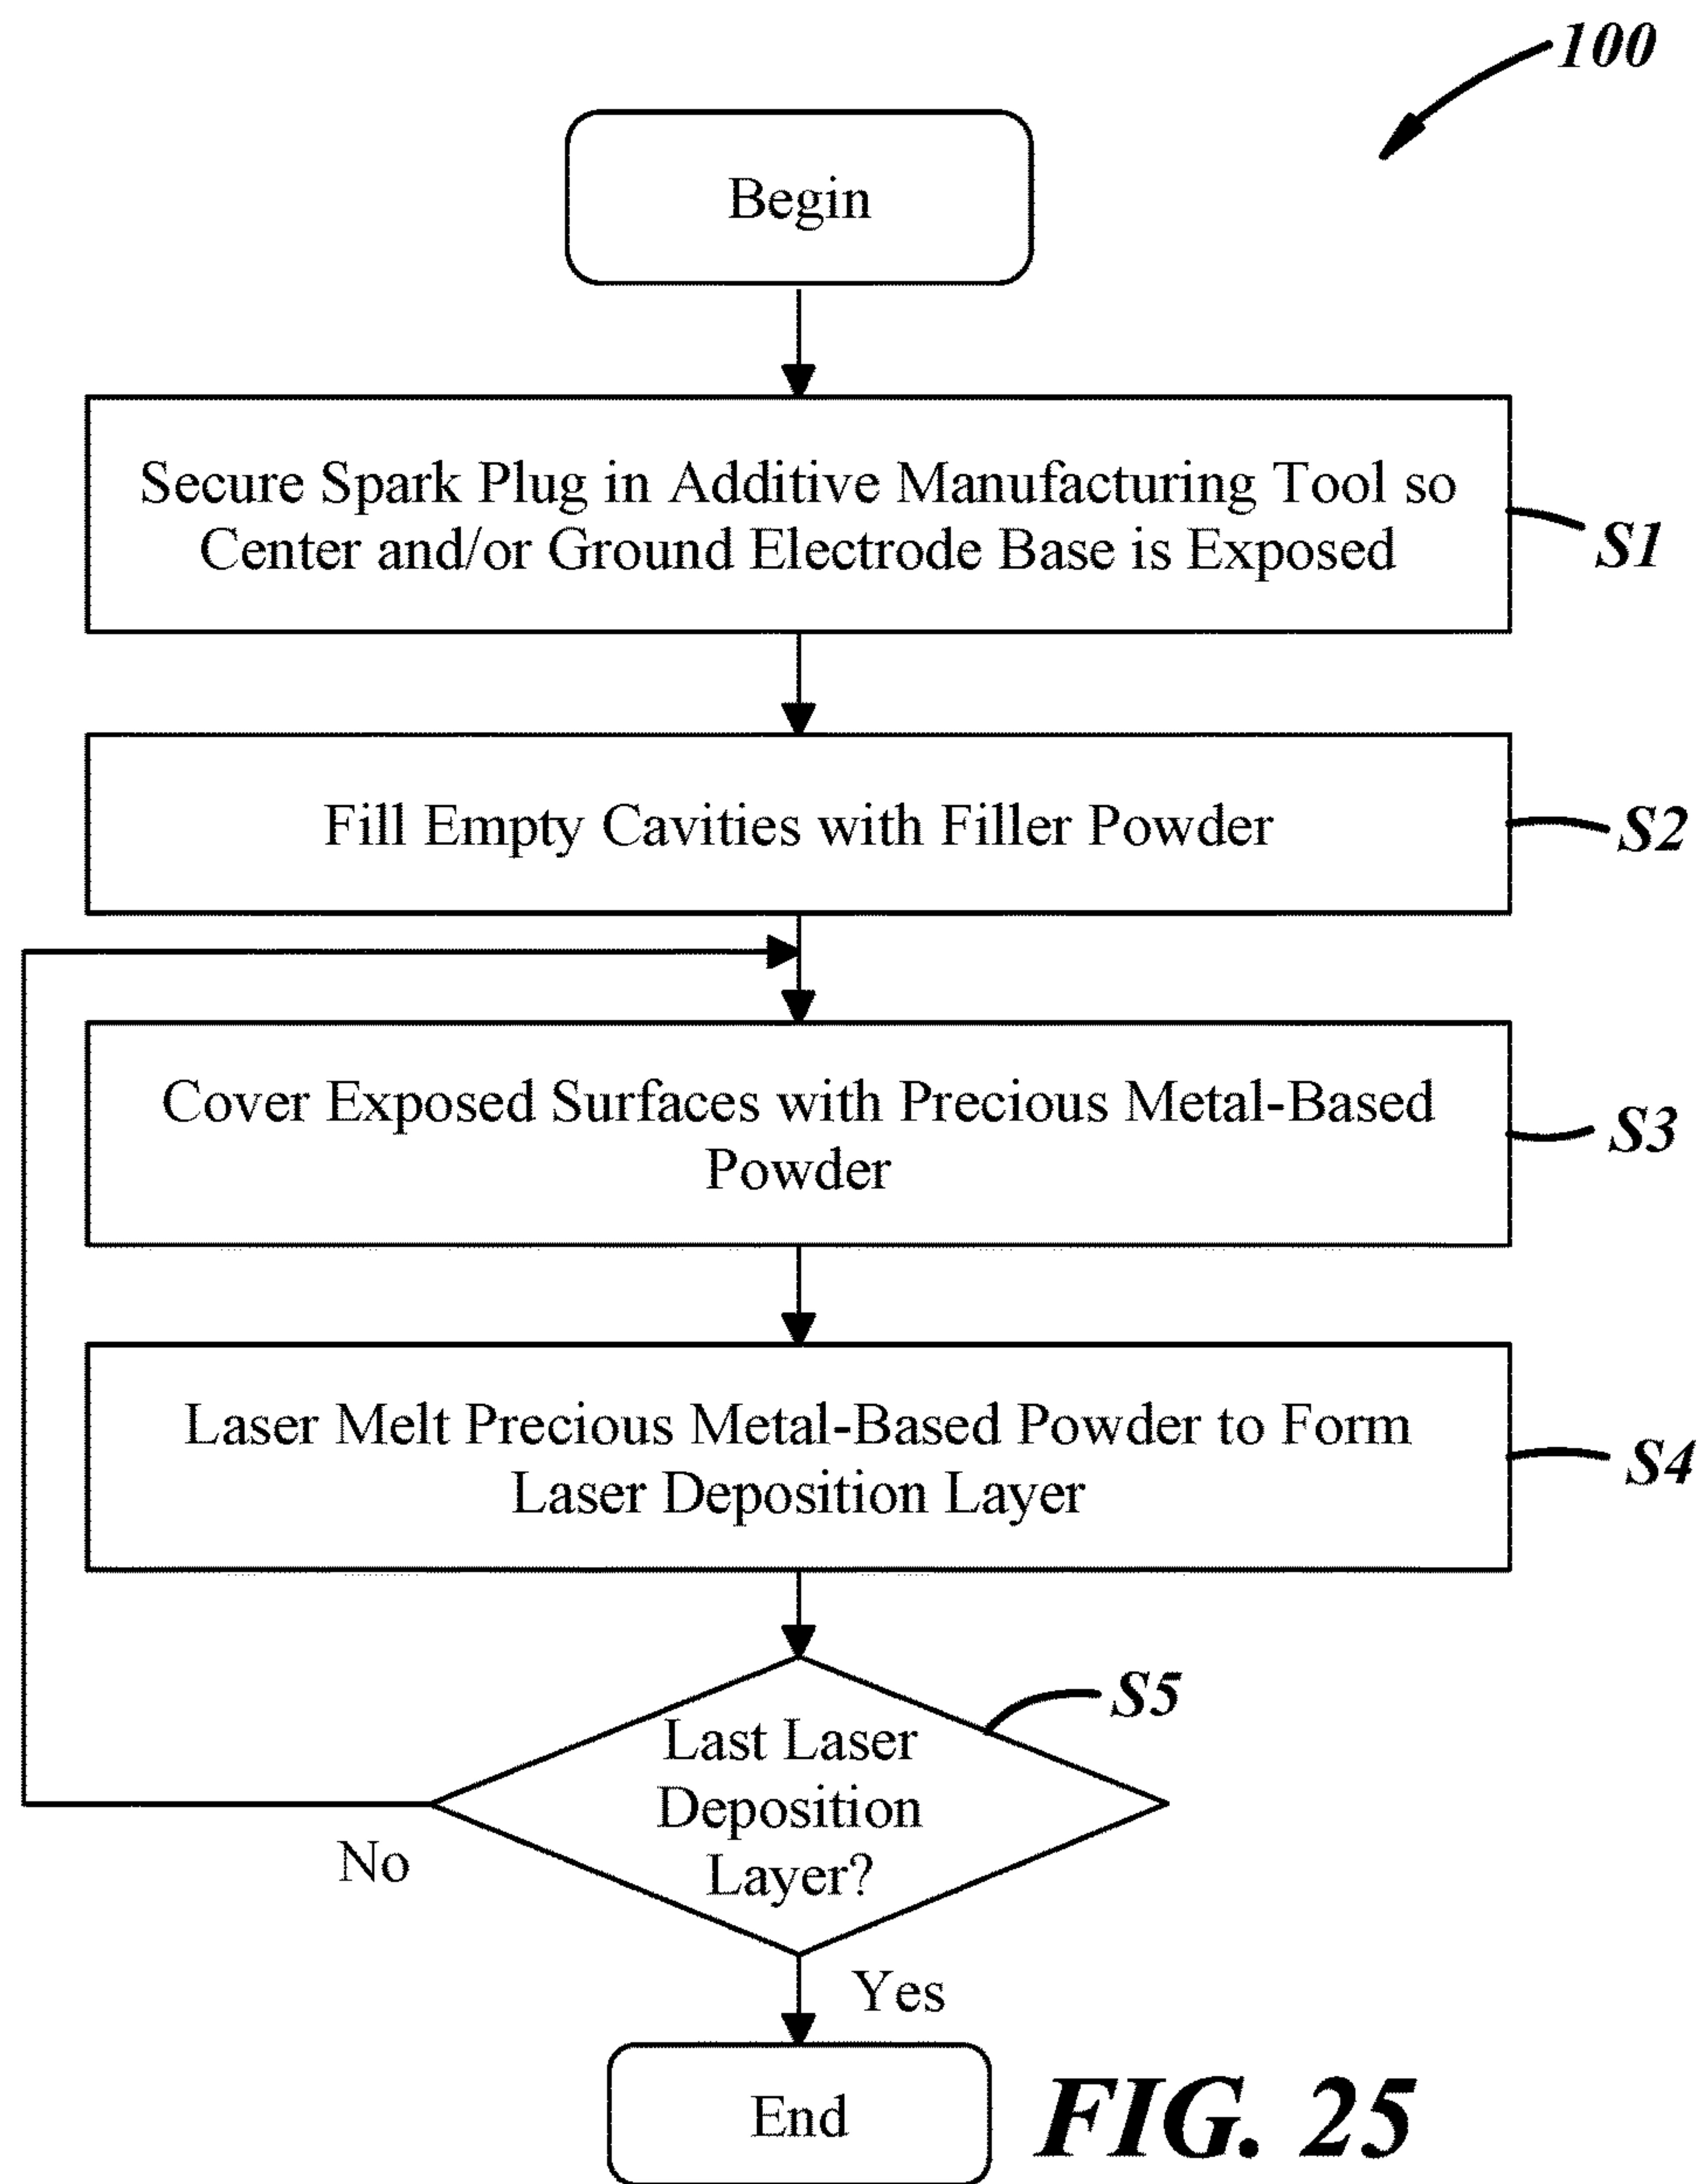 100
Begin
Secure Spark Plug in Additive Manufacturing Tool so
Center and/or Ground Electrode Base is Exposed
S1
Fill Empty Cavities with Filler Powder
S2
Cover Exposed Surfaces with Precious Metal-Based
Powder
S3
Laser Melt Precious Metal-Based Powder to Form
Laser Deposition Layer
S4
Last Laser
Deposition
Layer?
S5
No
Yes
End
FIG. 25